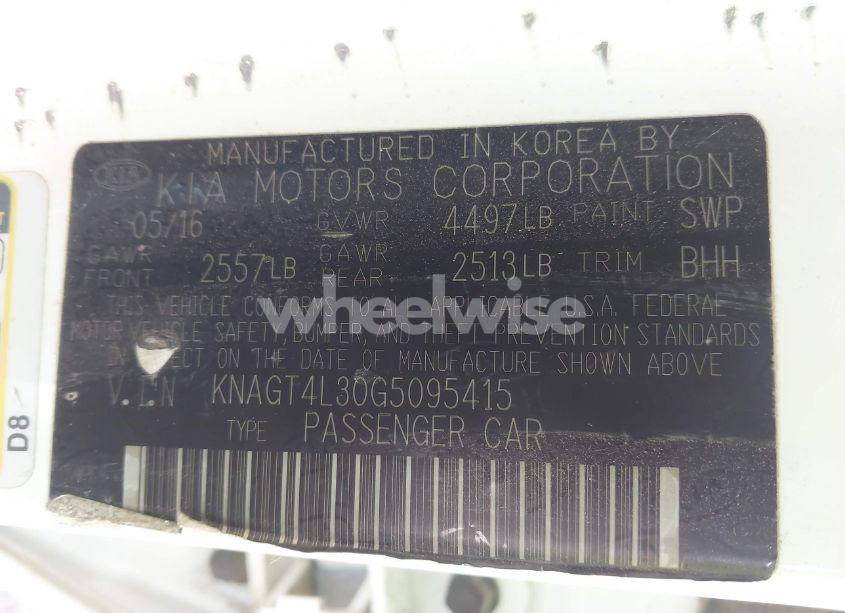 MANUFACTURED IN KOREA BY
KIA KIA MOTORS CORPORATION
05/16 GVWR 4497LB PAINT SWP
GAWR FRONT 2557LB GAWR REAR 2513LB TRIM BHH
THIS VEHICLE TO ALL U.S.A. FEDERAL
MOTOR VEHICLE SAFETY, BUMPER, AND THEFT PREVENTION STANDARDS
IN EFFECT ON THE DATE OF MANUFACTURE SHOWN ABOVE
V.I.N KNAGT4L30G5095415
TYPE PASSENGER CAR
wheelwise
D8